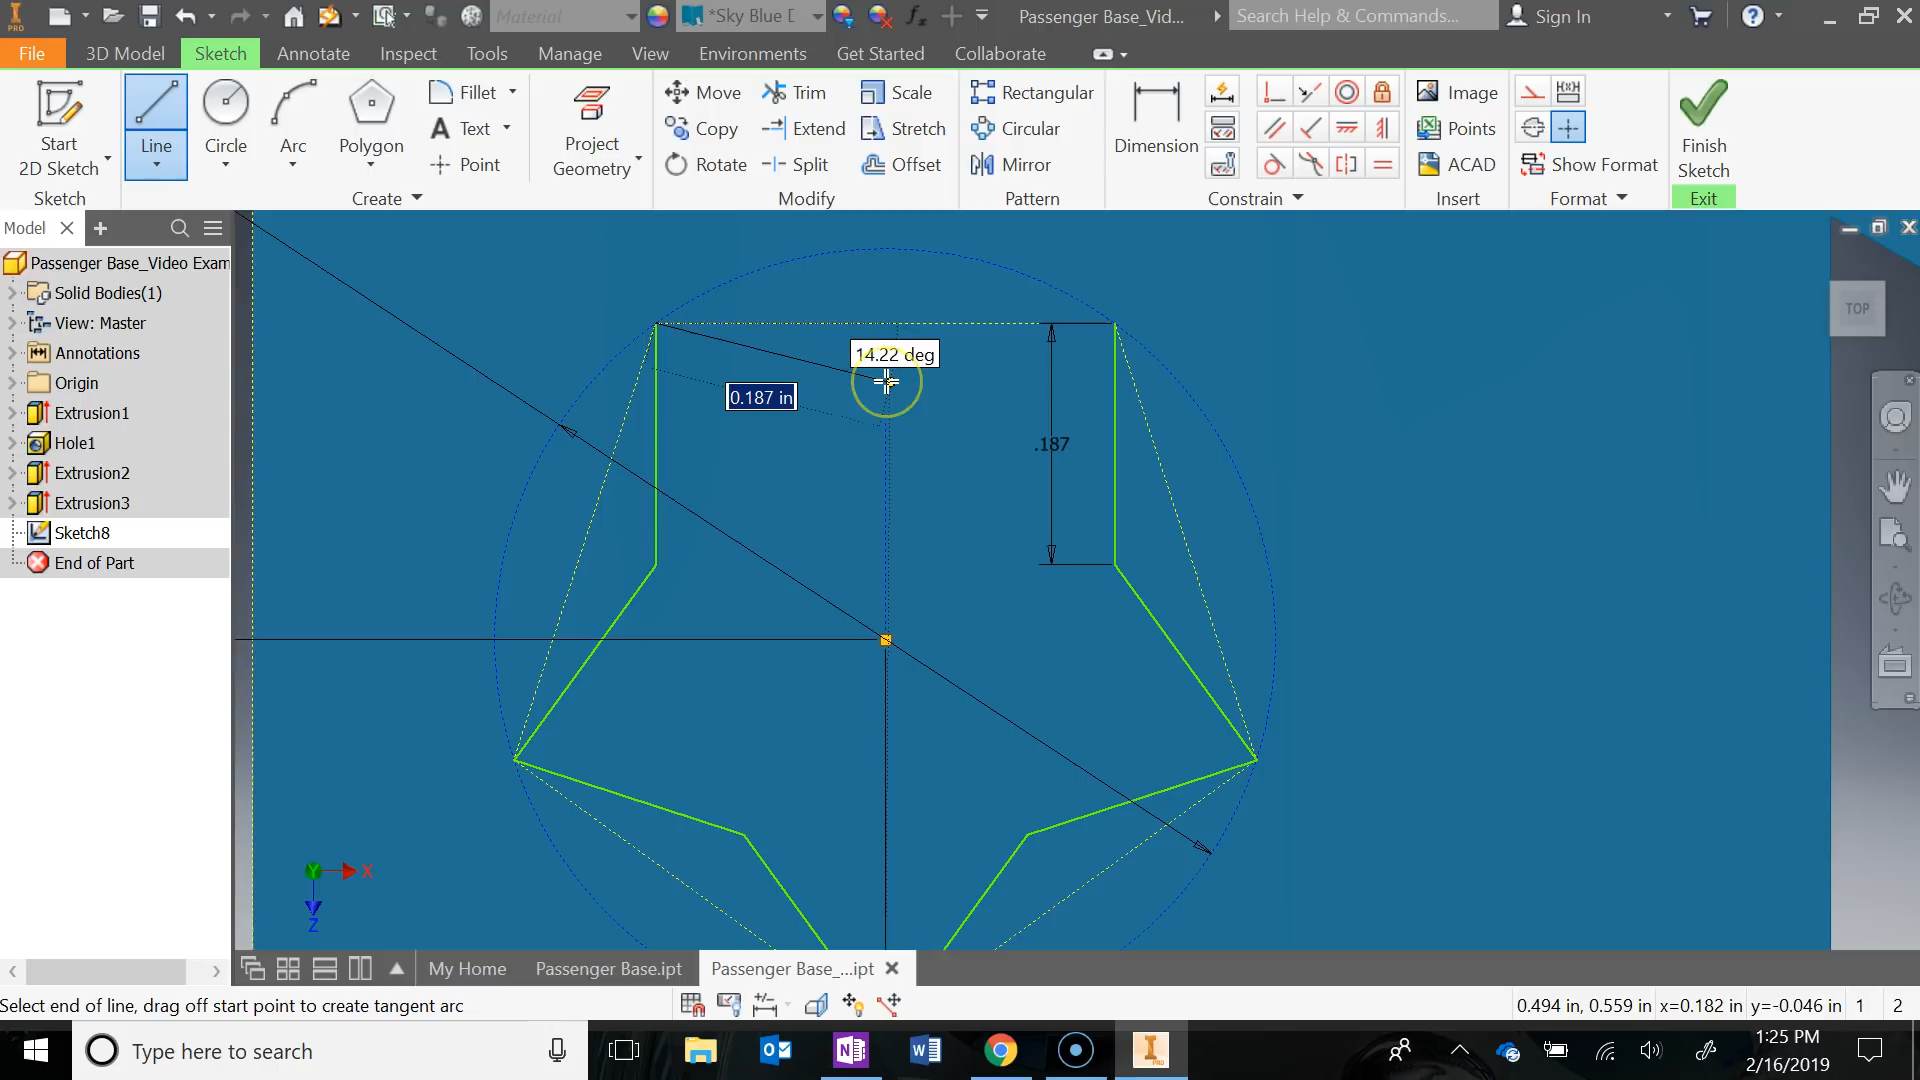 PRO
Material
*Sky Blue D
Passenger Base_Vid...
Search Help & Commands...
Sign In
File
3D Model
Sketch
Annotate
Inspect
Tools
Manage
View
Environments
Get Started
Collaborate
Start
2D Sketch
Line
Circle
Arc
Polygon
Fillet
Text
Point
Project
Geometry
Move
Copy
Rotate
Trim
Extend
Split
Scale
Stretch
Offset
Rectangular
Circular
Mirror
Dimension
Image
Points
ACAD
Show Format
Finish
Sketch
Sketch
Create
Modify
Pattern
Constrain
Insert
Format
Exit
Model
Passenger Base_Video Exam
Solid Bodies(1)
View: Master
Annotations
Origin
Extrusion1
Hole1
Extrusion2
Extrusion3
Sketch8
End of Part
14.22 deg
0.187 in
.187
TOP
X
Z
My Home
Passenger Base.ipt
Passenger Base_...ipt
Select end of line, drag off start point to create tangent arc
0.494 in, 0.559 in x=0.182 in y=-0.046 in 1 2
Type here to search
1:25 PM
2/16/2019